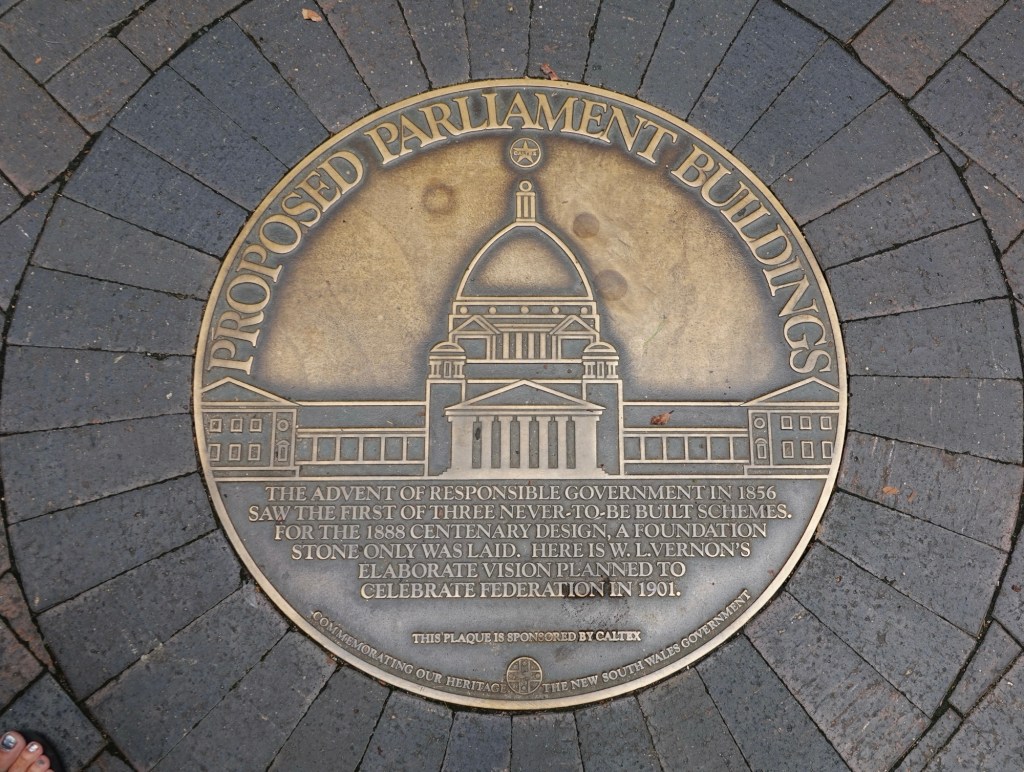 PROPOSED PARLIAMENT BUILDINGS
THE ADVENT OF RESPONSIBLE GOVERNMENT IN 1856
SAW THE FIRST OF THREE NEVER-TO-BE BUILT SCHEMES.
FOR THE 1888 CENTENARY DESIGN, A FOUNDATION
STONE ONLY WAS LAID. HERE IS W. L. VERNON'S
ELABORATE VISION PLANNED TO
CELEBRATE FEDERATION IN 1901.
THIS PLAQUE IS SPONSORED BY CALTEX
COMMEMORATING OUR HERITAGE THE NEW SOUTH WALES GOVERNMENT